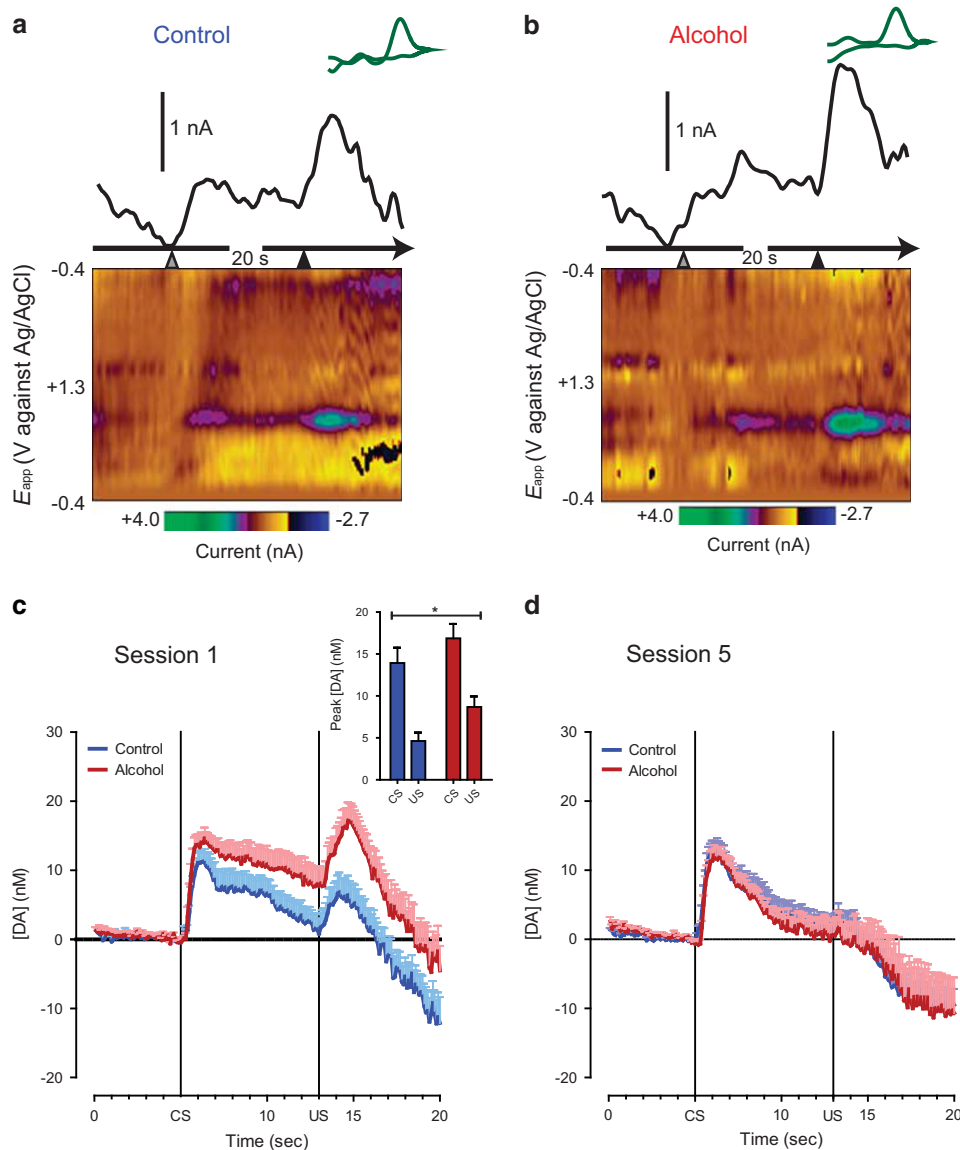 a
Control
1 nA
20 s
-0.4
+1.3
-0.4
Eapp (V against Ag/AgCl)
+4.0
-2.7
Current (nA)
b
Alcohol
1 nA
20 s
-0.4
+1.3
-0.4
Eapp (V against Ag/AgCl)
+4.0
-2.7
Current (nA)
c
Session 1
Control
Alcohol
30
20
10
0
-10
-20
[DA] (nM)
0
CS
10
US
15
20
Time (sec)
*
20
15
10
5
0
Peak [DA] (nM)
CS
US
CS
US
d
Session 5
Control
Alcohol
30
20
10
0
-10
-20
[DA] (nM)
0
CS
10
US
15
20
Time (sec)